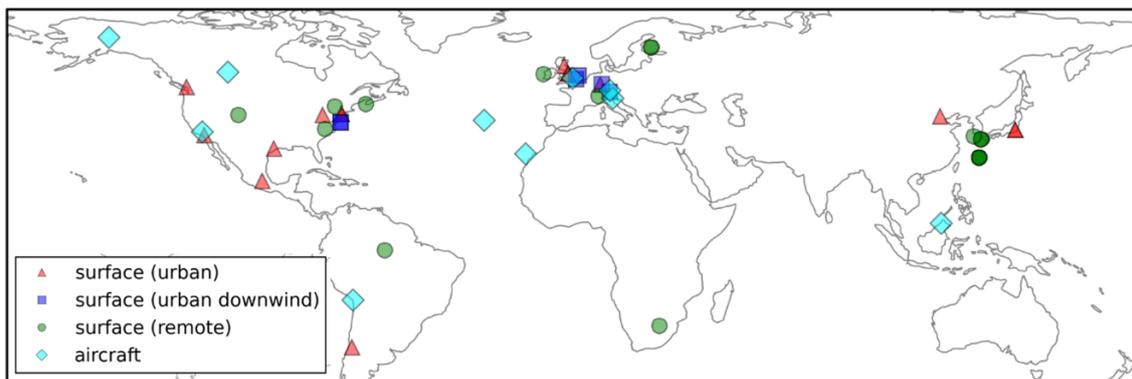 surface (urban)
surface (urban downwind)
surface (remote)
aircraft